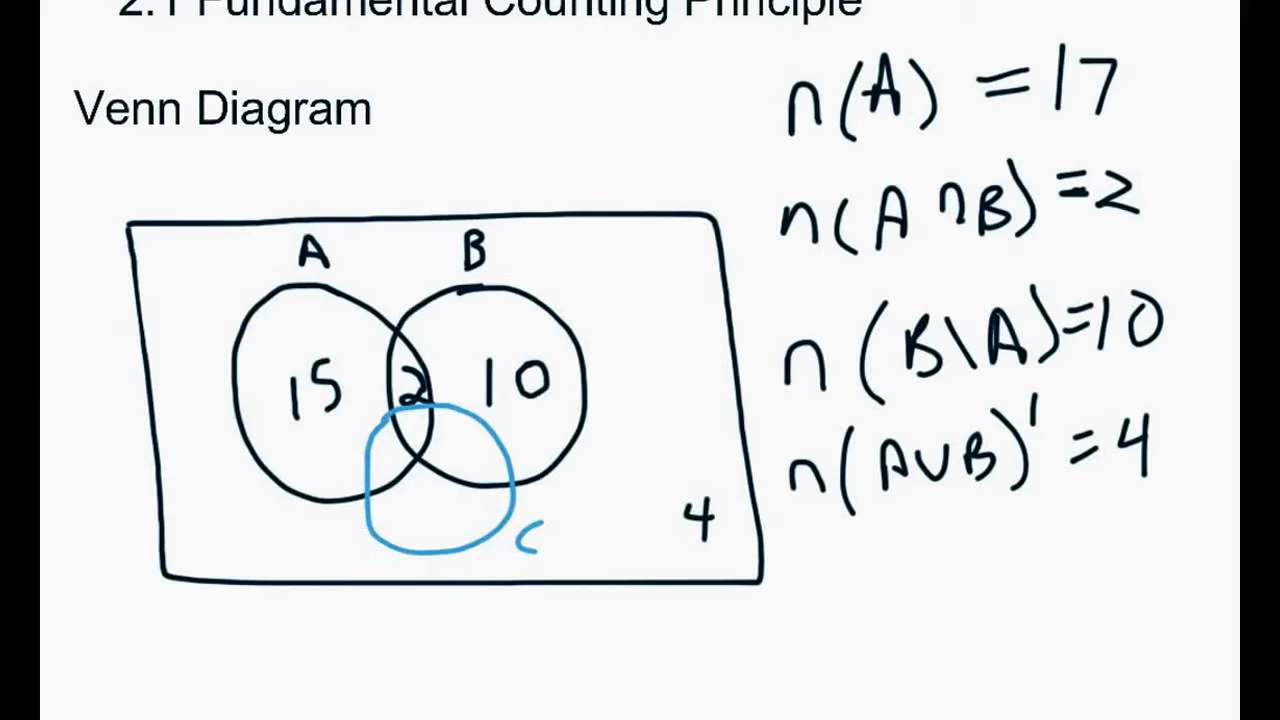 2.1 Fundamental Counting Principle
Venn Diagram
n(A) = 17
n(A ∩ B) = 2
n(B\A) = 10
n(A∪B)' = 4
A B
15 2 10
4
C